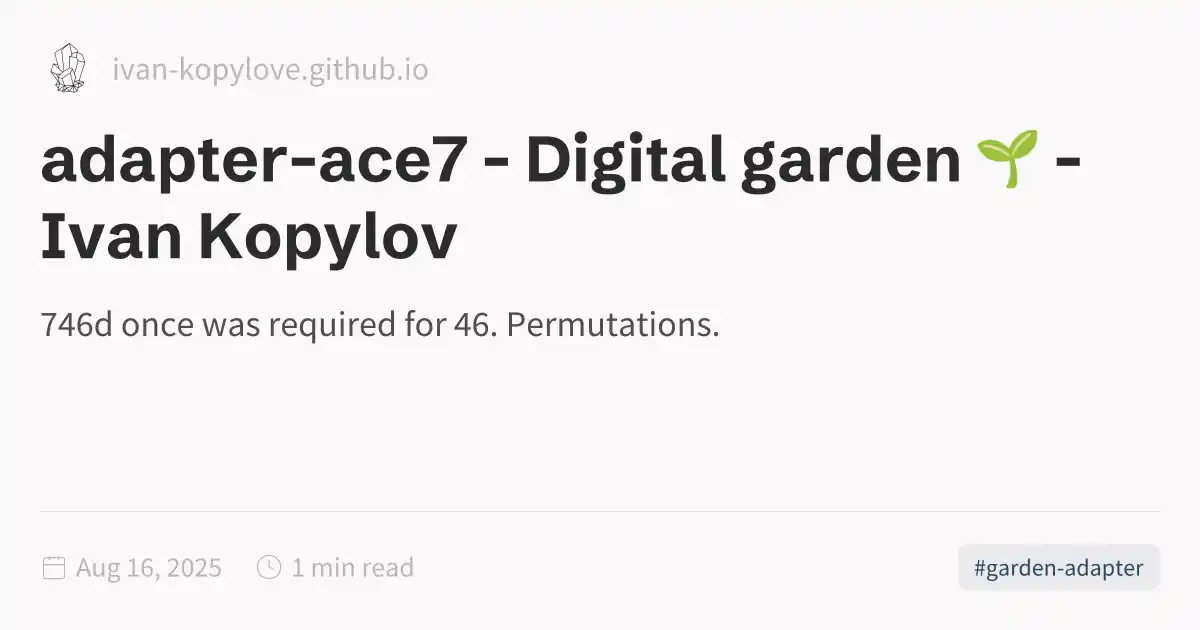 ivan-kopylove.github.io
adapter-ace7 - Digital garden 🌱 -
Ivan Kopylov
746d once was required for 46. Permutations.
Aug 16, 2025
1 min read
#garden-adapter